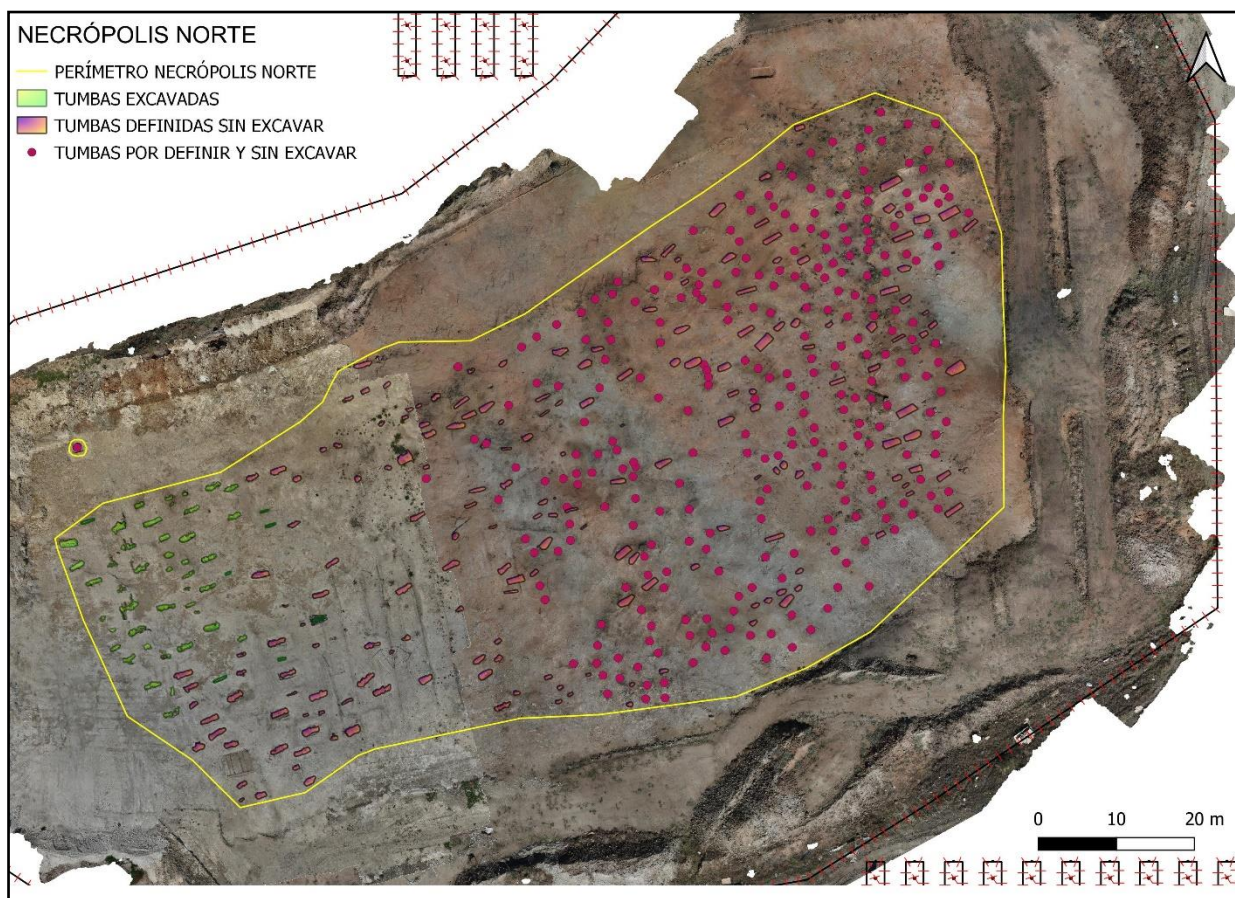 NECRÓPOLIS NORTE
PERÍMETRO NECRÓPOLIS NORTE
TUMBAS EXCAVADAS
TUMBAS DEFINIDAS SIN EXCAVAR
TUMBAS POR DEFINIR Y SIN EXCAVAR
0 10 20 m